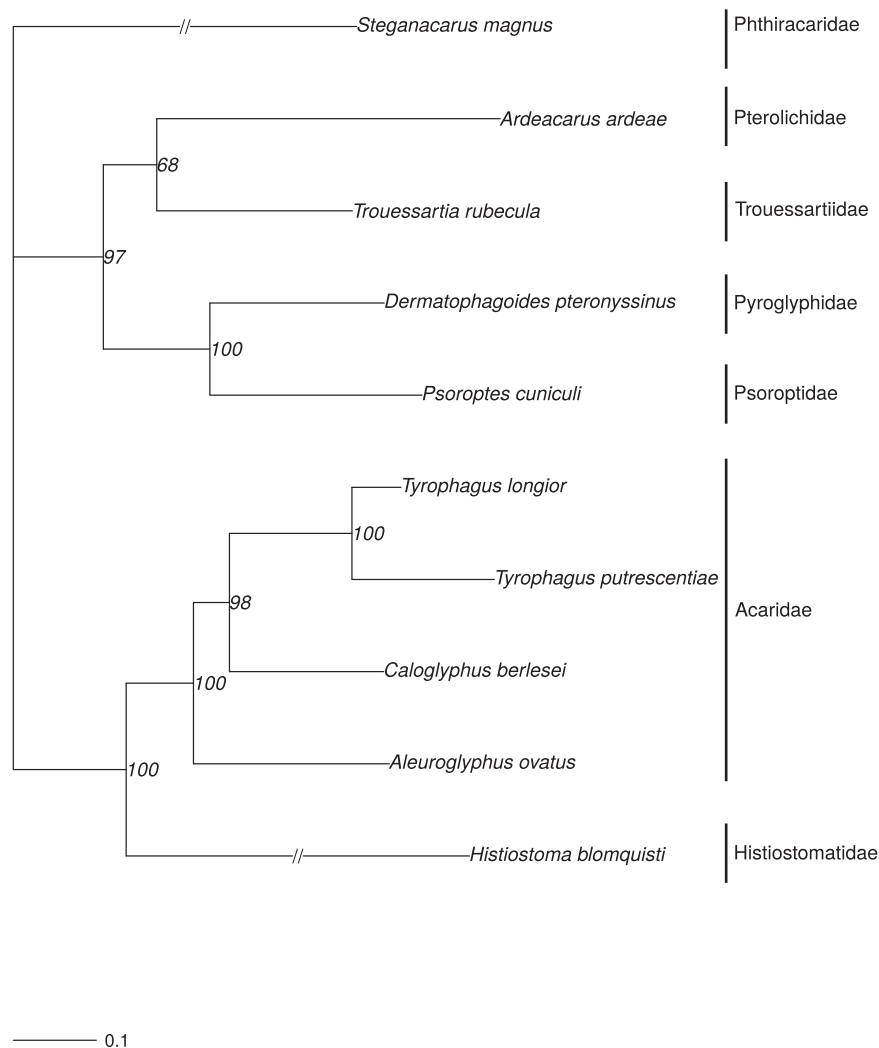 Steganacarus magnus Phthiracaridae
Ardeacarus ardeae Pterolichidae
68
Trouessartia rubecula Trouessartiidae
97
Dermatophagoides pteronyssinus Pyroglyphidae
100
Psoroptes cuniculi Psoroptidae
Tyrophagus longior
100
Tyrophagus putrescentiae
98 Acaridae
Caloglyphus berlesei
100
Aleuroglyphus ovatus
100
Histiostoma blomquisti Histiostomatidae
0.1